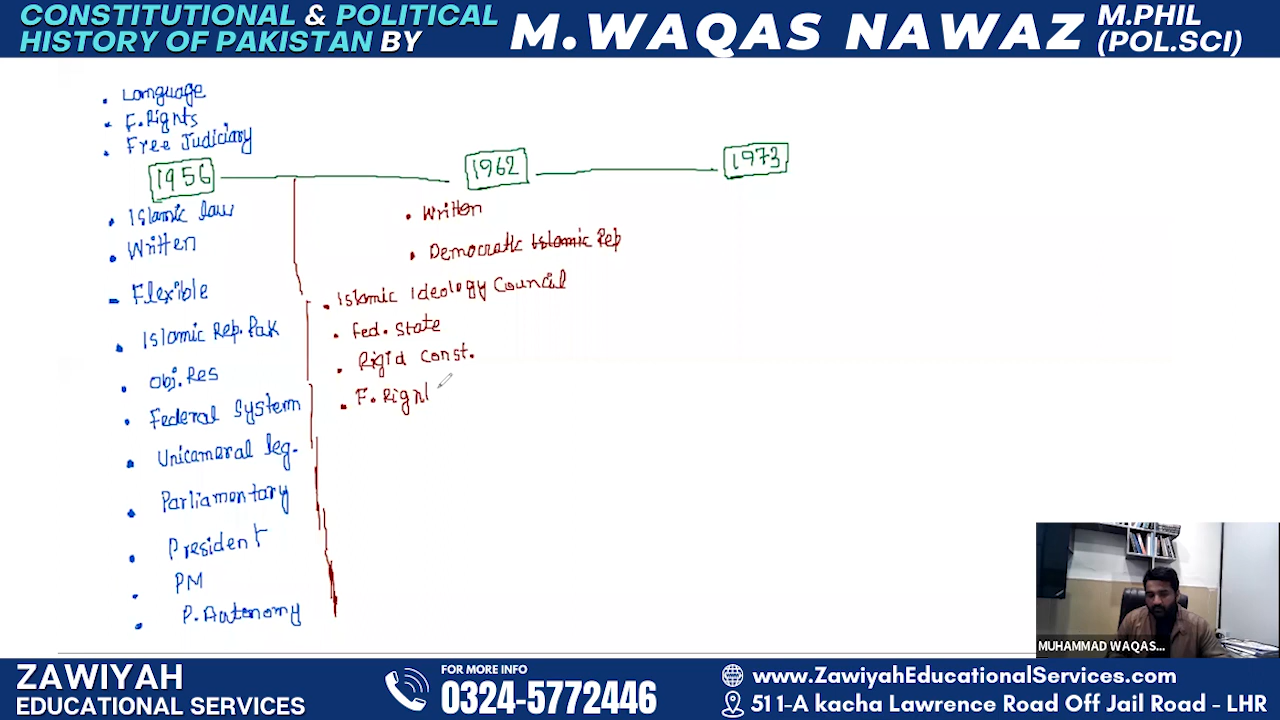 CONSTITUTIONAL & POLITICAL
HISTORY OF PAKISTAN BY
M.WAQAS NAWAZ
M.PHIL
(POL.SCI)
• Language
• F.Rights
• Free Judiciary
1956
1962
1973
• Islamic law
• Written
- Flexible
• Islamic Rep. Pak
• Obj.Res
• Federal System
• Unicameral leg.
• Parliamentary
• President
• PM
• P.Autonomy
• Written
• Democratic Islamic Rep
• Islamic Ideology Council
• Fed. State
• Rigid Const.
• F. Right
MUHAMMAD WAQAS...
ZAWIYAH
EDUCATIONAL SERVICES
FOR MORE INFO
0324-5772446
www.ZawiyahEducationalServices.com
511-A kacha Lawrence Road Off Jail Road - LHR